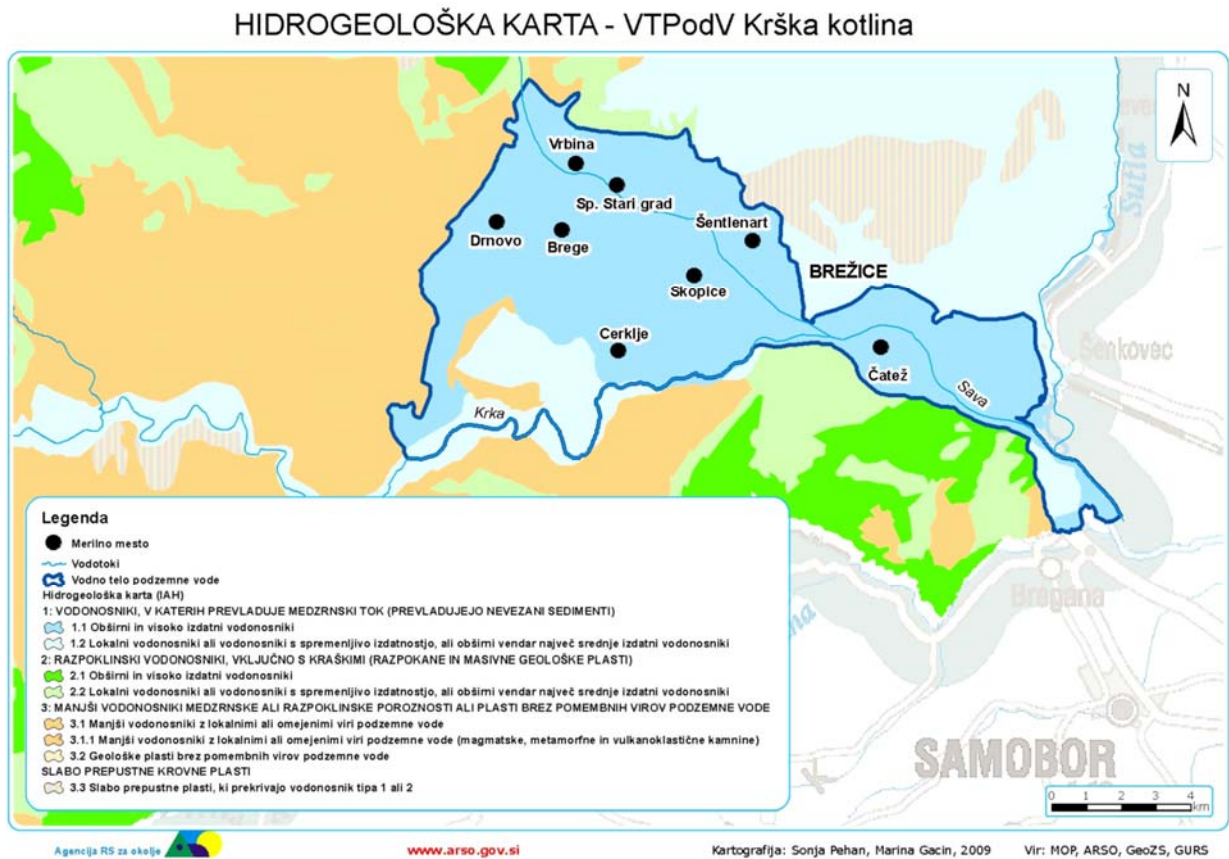 HIDROGEOLOŠKA KARTA - VTPodV Krška kotlina
N
Sutla
Vrbina
Sp. Stari grad
Drnovo
Brege
Šentlenart
BREŽICE
Skopice
Cerklje
Čatež
Šenkovec
Krka
Sava
Bregana
SAMOBOR
Legenda
Merilno mesto
Vodotoki
Vodno telo podzemne vode
Hidrogeološka karta (IAH)
1: VODONOSNIKI, V KATERIH PREVLADUJE MEDZRNSKI TOK (PREVLADUJEJO NEVEZANI SEDIMENTI)
1.1 Obširni in visoko izdatni vodonosniki
1.2 Lokalni vodonosniki ali vodonosniki s spremenljivo izdatnostjo, ali obširni vendar največ srednje izdatni vodonosniki
2: RAZPOKLINSKI VODONOSNIKI, VKLJUČNO S KRAŠKIMI (RAZPOKANE IN MASIVNE GEOLOŠKE PLASTI)
2.1 Obširni in visoko izdatni vodonosniki
2.2 Lokalni vodonosniki ali vodonosniki s spremenljivo izdatnostjo, ali obširni vendar največ srednje izdatni vodonosniki
3: MANJŠI VODONOSNIKI MEDZRNSKE ALI RAZPOKLINSKE POROZNOSTI ALI PLASTI BREZ POMEMBNIH VIROV PODZEMNE VODE
3.1 Manjši vodonosniki z lokalnimi ali omejenimi viri podzemne vode
3.1.1 Manjši vodonosniki z lokalnimi ali omejenimi viri podzemne vode (magmatske, metamorfne in vulkanoklastične kamnine)
3.2 Geološke plasti brez pomembnih virov podzemne vode
SLABO PREPUSTNE KROVNE PLASTI
3.3 Slabo prepustne plasti, ki prekrivajo vodonosnik tipa 1 ali 2
0 1 2 3 4
km
Agencija RS za okolje
www.arso.gov.si
Kartografija: Sonja Pehan, Marina Gacin, 2009
Vir: MOP, ARSO, GeoZS, GURS